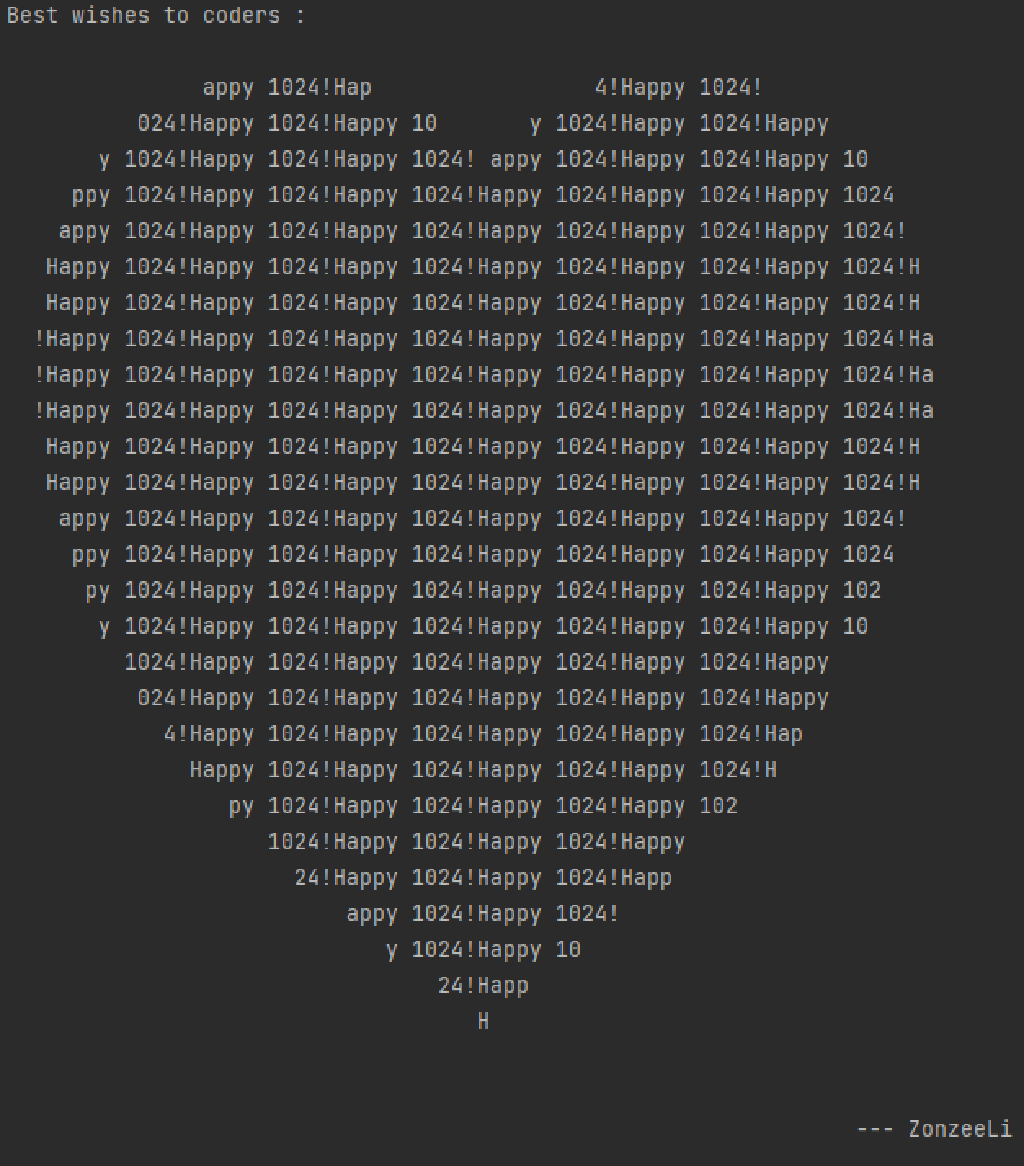 Best wishes to coders :
appy 1024!Hap                 4!Happy 1024!
024!Happy 1024!Happy 10       y 1024!Happy 1024!Happy
y 1024!Happy 1024!Happy 1024! appy 1024!Happy 1024!Happy 10
ppy 1024!Happy 1024!Happy 1024!Happy 1024!Happy 1024!Happy 1024
appy 1024!Happy 1024!Happy 1024!Happy 1024!Happy 1024!Happy 1024!
Happy 1024!Happy 1024!Happy 1024!Happy 1024!Happy 1024!Happy 1024!H
Happy 1024!Happy 1024!Happy 1024!Happy 1024!Happy 1024!Happy 1024!H
!Happy 1024!Happy 1024!Happy 1024!Happy 1024!Happy 1024!Happy 1024!Ha
!Happy 1024!Happy 1024!Happy 1024!Happy 1024!Happy 1024!Happy 1024!Ha
!Happy 1024!Happy 1024!Happy 1024!Happy 1024!Happy 1024!Happy 1024!Ha
Happy 1024!Happy 1024!Happy 1024!Happy 1024!Happy 1024!Happy 1024!H
Happy 1024!Happy 1024!Happy 1024!Happy 1024!Happy 1024!Happy 1024!H
appy 1024!Happy 1024!Happy 1024!Happy 1024!Happy 1024!Happy 1024!
ppy 1024!Happy 1024!Happy 1024!Happy 1024!Happy 1024!Happy 1024
py 1024!Happy 1024!Happy 1024!Happy 1024!Happy 1024!Happy 102
y 1024!Happy 1024!Happy 1024!Happy 1024!Happy 1024!Happy 10
1024!Happy 1024!Happy 1024!Happy 1024!Happy 1024!Happy
024!Happy 1024!Happy 1024!Happy 1024!Happy 1024!Happy
4!Happy 1024!Happy 1024!Happy 1024!Happy 1024!Hap
Happy 1024!Happy 1024!Happy 1024!Happy 1024!H
py 1024!Happy 1024!Happy 1024!Happy 102
1024!Happy 1024!Happy 1024!Happy
24!Happy 1024!Happy 1024!Happ
appy 1024!Happy 1024!
y 1024!Happy 10
24!Happ
H
--- ZonzeeLi